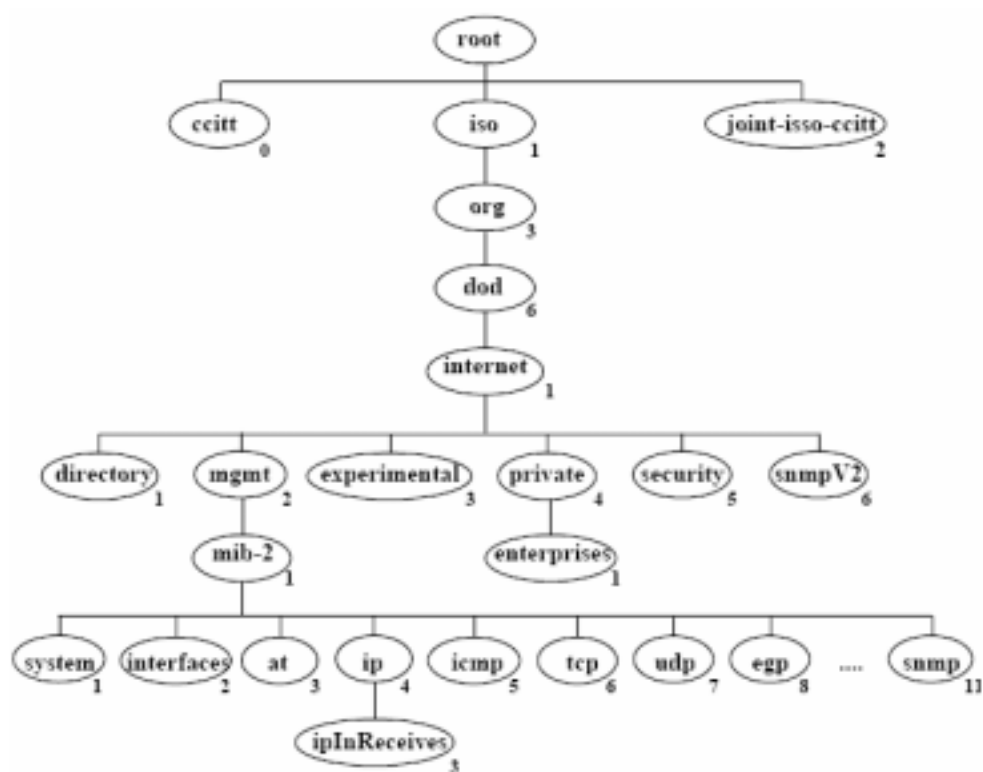 root
ccitt iso joint-isso-ccitt
0 1 2
org
3
dod
6
internet
1
directory mgmt experimental private security snmpV2
1 2 3 4 5 6
mib-2 enterprises
1 1
system interfaces at ip icmp tcp udp egp .... snmp
1 2 3 4 5 6 7 8 11
ipInReceives
3